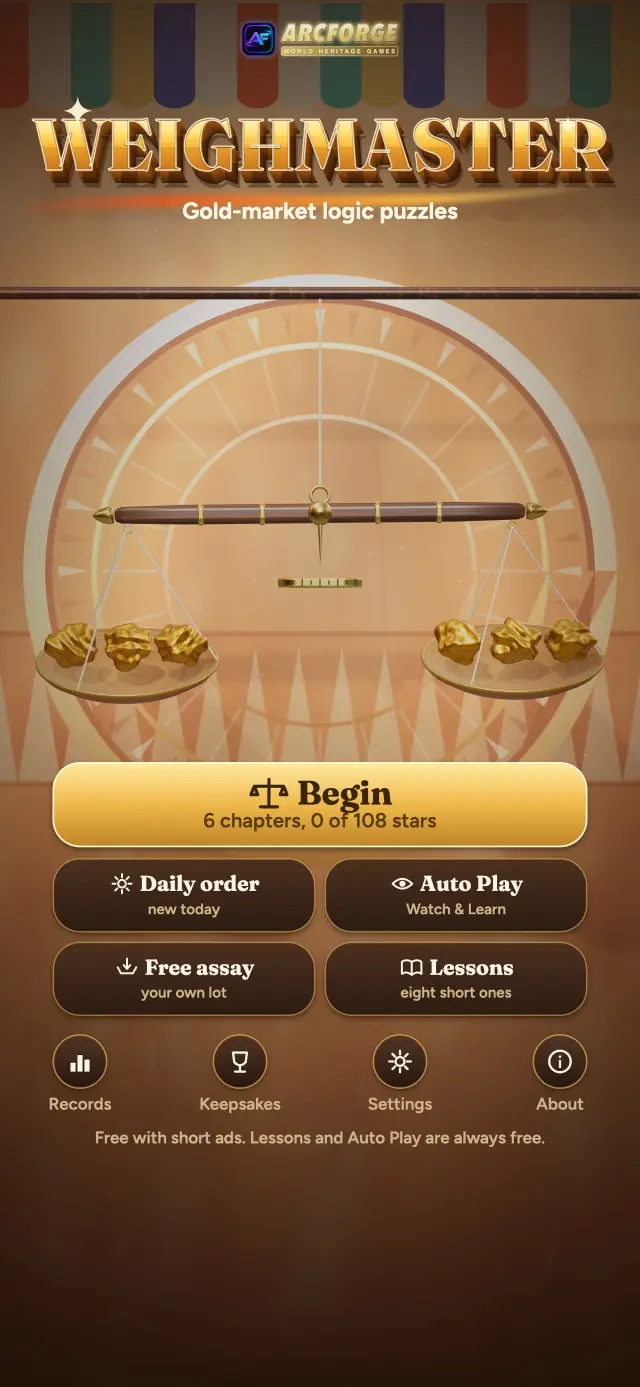 AF ARCFORGE
WORLD HERITAGE GAMES
WEIGHMASTER
Gold-market logic puzzles
Begin
6 chapters, 0 of 108 stars
Daily order
new today
Auto Play
Watch & Learn
Free assay
your own lot
Lessons
eight short ones
Records
Keepsakes
Settings
About
Free with short ads. Lessons and Auto Play are always free.